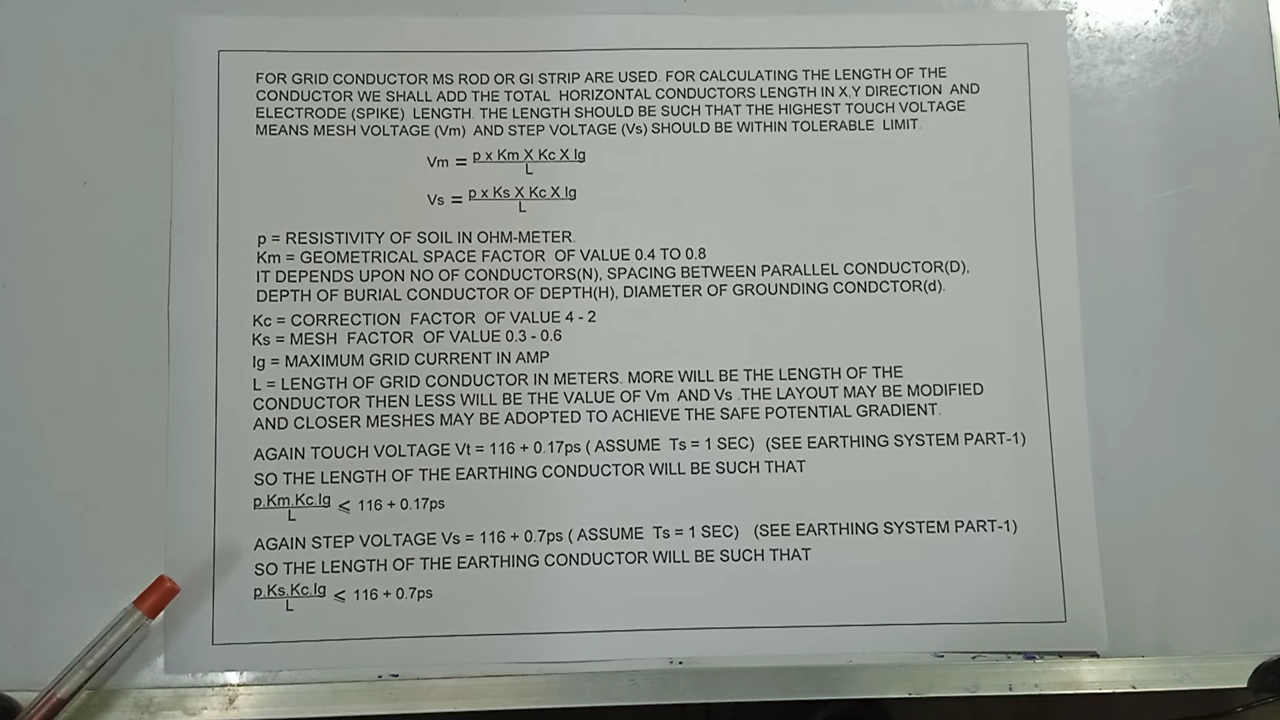 FOR GRID CONDUCTOR MS ROD OR GI STRIP ARE USED. FOR CALCULATING THE LENGTH OF THE
CONDUCTOR WE SHALL ADD THE TOTAL HORIZONTAL CONDUCTORS LENGTH IN X,Y DIRECTION AND
ELECTRODE (SPIKE) LENGTH. THE LENGTH SHOULD BE SUCH THAT THE HIGHEST TOUCH VOLTAGE
MEANS MESH VOLTAGE (Vm) AND STEP VOLTAGE (Vs) SHOULD BE WITHIN TOLERABLE LIMIT.
Vm = p x Km X Kc X Ig
L
Vs = p x Ks X Kc X Ig
L
p = RESISTIVITY OF SOIL IN OHM-METER.
Km = GEOMETRICAL SPACE FACTOR OF VALUE 0.4 TO 0.8
IT DEPENDS UPON NO OF CONDUCTORS(N), SPACING BETWEEN PARALLEL CONDUCTOR(D),
DEPTH OF BURIAL CONDUCTOR OF DEPTH(H), DIAMETER OF GROUNDING CONDCTOR(d).
Kc = CORRECTION FACTOR OF VALUE 4 - 2
Ks = MESH FACTOR OF VALUE 0.3 - 0.6
Ig = MAXIMUM GRID CURRENT IN AMP
L = LENGTH OF GRID CONDUCTOR IN METERS. MORE WILL BE THE LENGTH OF THE
CONDUCTOR THEN LESS WILL BE THE VALUE OF Vm AND Vs .THE LAYOUT MAY BE MODIFIED
AND CLOSER MESHES MAY BE ADOPTED TO ACHIEVE THE SAFE POTENTIAL GRADIENT.
AGAIN TOUCH VOLTAGE Vt = 116 + 0.17ps ( ASSUME Ts = 1 SEC) (SEE EARTHING SYSTEM PART-1)
SO THE LENGTH OF THE EARTHING CONDUCTOR WILL BE SUCH THAT
p.Km.Kc.Ig ⩽ 116 + 0.17ps
L
AGAIN STEP VOLTAGE Vs = 116 + 0.7ps ( ASSUME Ts = 1 SEC) (SEE EARTHING SYSTEM PART-1)
SO THE LENGTH OF THE EARTHING CONDUCTOR WILL BE SUCH THAT
p.Ks.Kc.Ig ⩽ 116 + 0.7ps
L